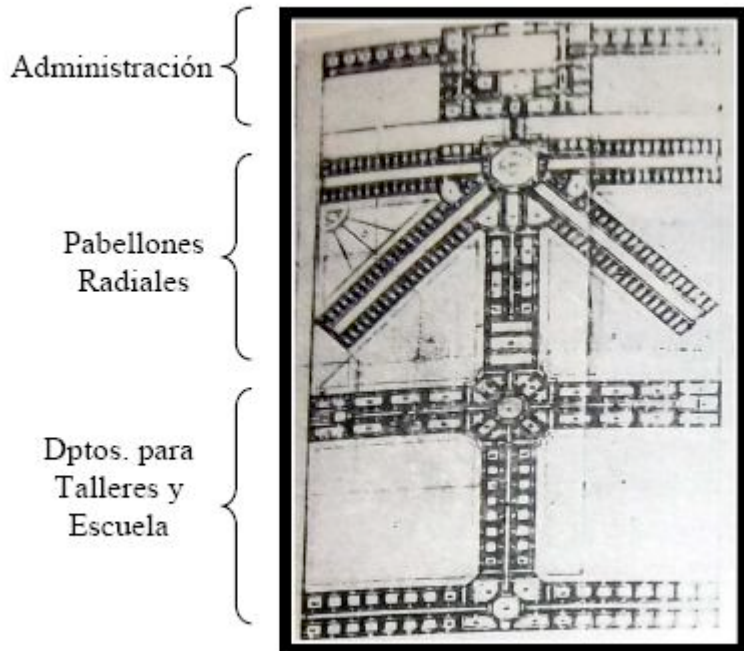 Administración
Pabellones
Radiales
Dptos. para
Talleres y
Escuela